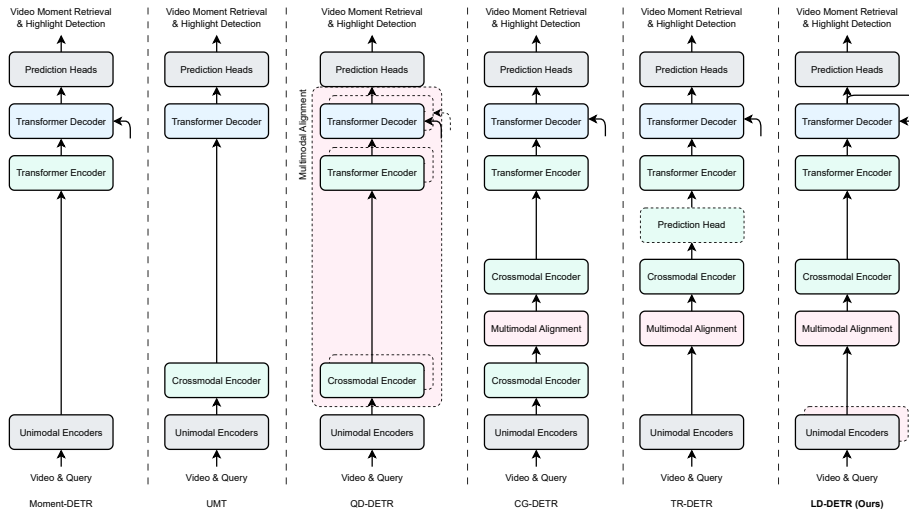 Video Moment Retrieval
& Highlight Detection
Prediction Heads
Transformer Decoder
Transformer Encoder
Unimodal Encoders
Video & Query
Moment-DETR
Video Moment Retrieval
& Highlight Detection
Prediction Heads
Transformer Decoder
Crossmodal Encoder
Unimodal Encoders
Video & Query
UMT
Video Moment Retrieval
& Highlight Detection
Prediction Heads
Multimodal Alignment
Transformer Decoder
Transformer Encoder
Crossmodal Encoder
Unimodal Encoders
Video & Query
QD-DETR
Video Moment Retrieval
& Highlight Detection
Prediction Heads
Transformer Decoder
Transformer Encoder
Crossmodal Encoder
Multimodal Alignment
Crossmodal Encoder
Unimodal Encoders
Video & Query
CG-DETR
Video Moment Retrieval
& Highlight Detection
Prediction Heads
Transformer Decoder
Transformer Encoder
Prediction Head
Crossmodal Encoder
Multimodal Alignment
Unimodal Encoders
Video & Query
TR-DETR
Video Moment Retrieval
& Highlight Detection
Prediction Heads
Transformer Decoder
Transformer Encoder
Crossmodal Encoder
Multimodal Alignment
Unimodal Encoders
Video & Query
LD-DETR (Ours)